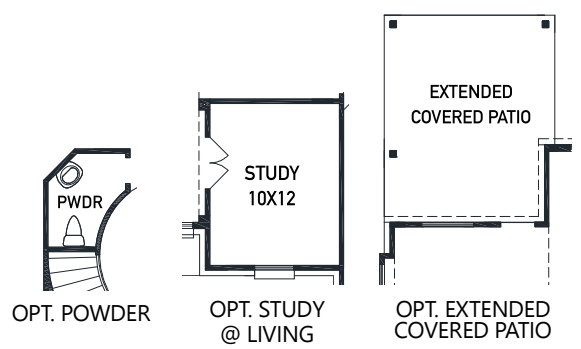 PWDR
OPT. POWDER
STUDY
10X12
OPT. STUDY
@ LIVING
EXTENDED
COVERED PATIO
OPT. EXTENDED
COVERED PATIO